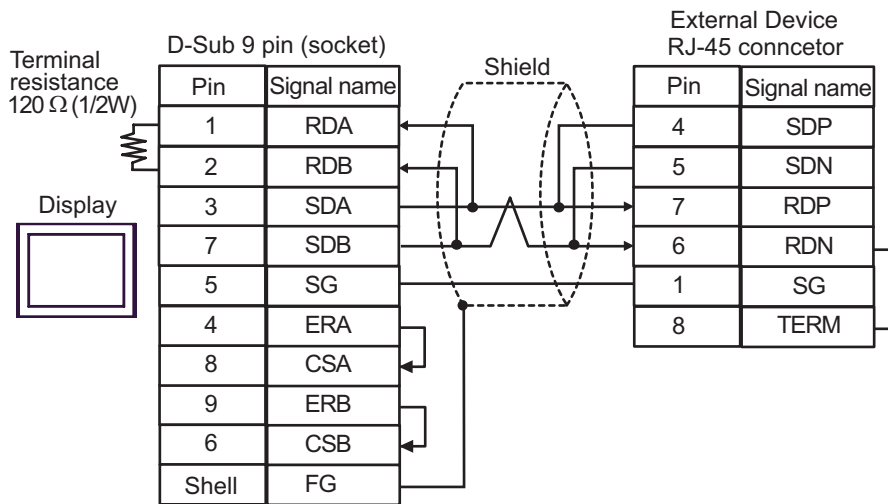 External Device
RJ-45 conncetor
D-Sub 9 pin (socket)
Terminal
resistance
120 Ω (1/2W)
Shield
Display
Pin Signal name
1 RDA
2 RDB
3 SDA
7 SDB
5 SG
4 ERA
8 CSA
9 ERB
6 CSB
Shell FG
Pin Signal name
4 SDP
5 SDN
7 RDP
6 RDN
1 SG
8 TERM